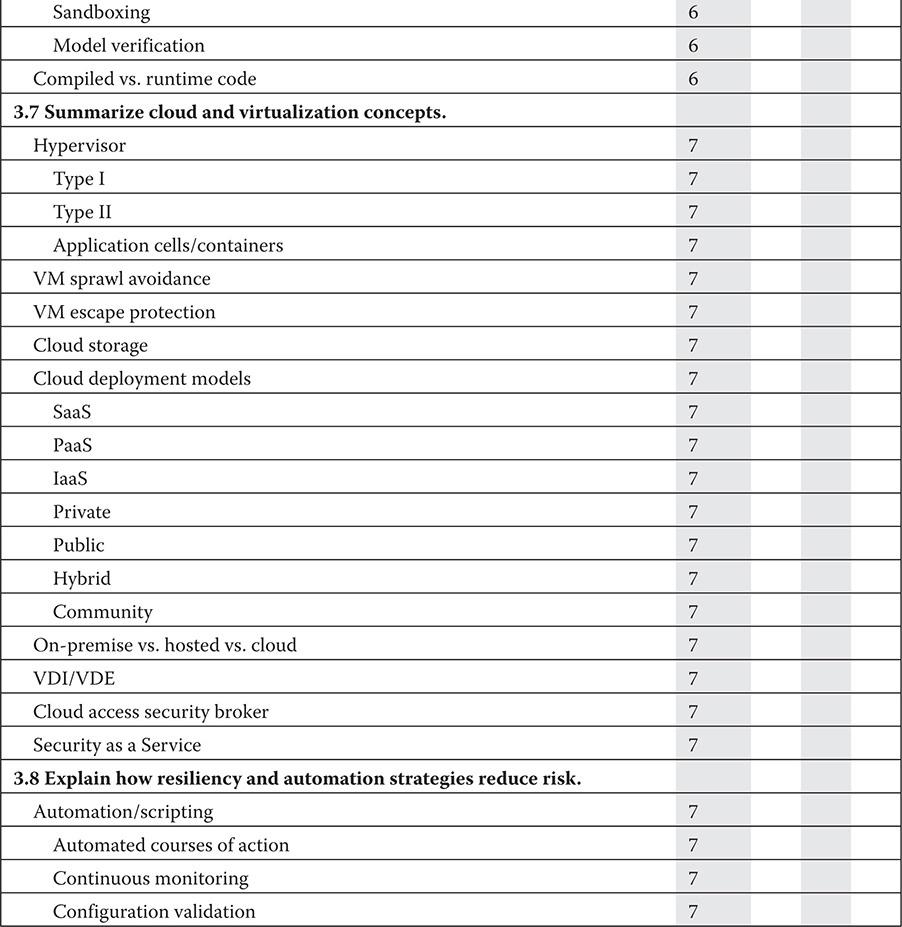 Sandboxing 6
Model verification 6
Compiled vs. runtime code 6
3.7 Summarize cloud and virtualization concepts.
Hypervisor 7
Type I 7
Type II 7
Application cells/containers 7
VM sprawl avoidance 7
VM escape protection 7
Cloud storage 7
Cloud deployment models 7
SaaS 7
PaaS 7
IaaS 7
Private 7
Public 7
Hybrid 7
Community 7
On-premise vs. hosted vs. cloud 7
VDI/VDE 7
Cloud access security broker 7
Security as a Service 7
3.8 Explain how resiliency and automation strategies reduce risk.
Automation/scripting 7
Automated courses of action 7
Continuous monitoring 7
Configuration validation 7